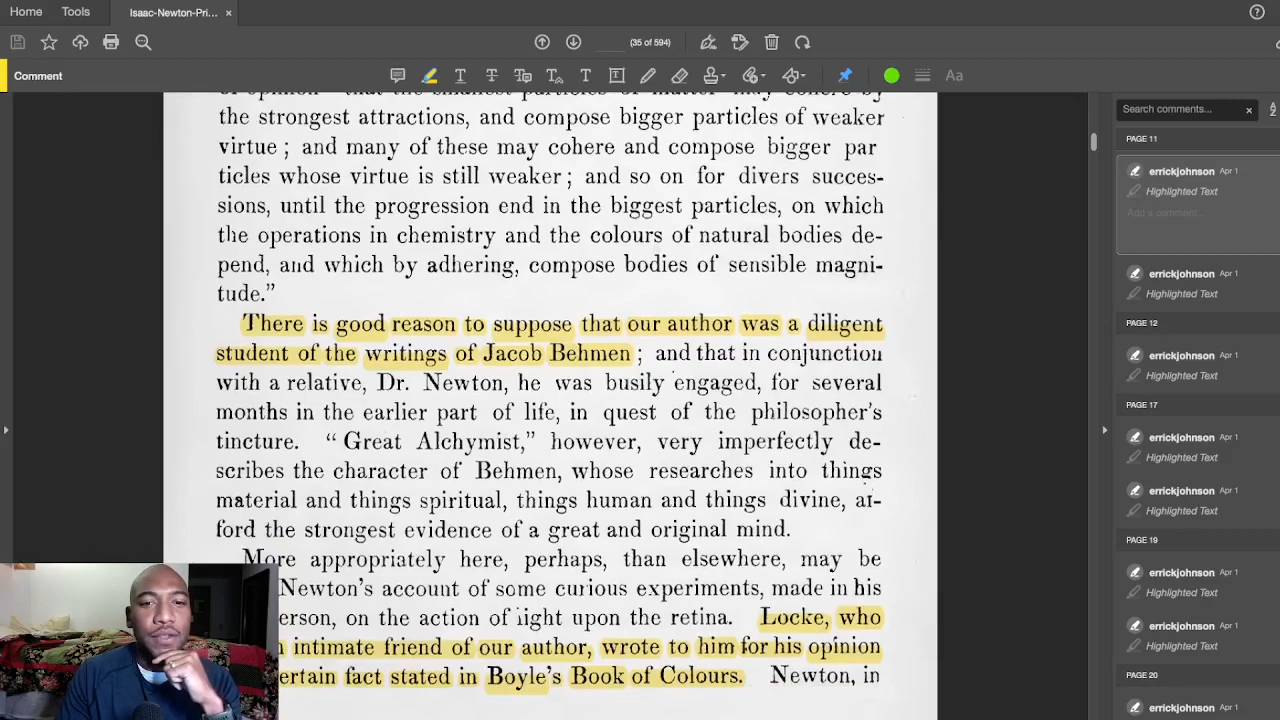 Home Tools Isaac-Newton-Pri... ×
(35 of 594)
Comment
Aa
Search comments... ×
the strongest attractions, and compose bigger particles of weaker
virtue ; and many of these may cohere and compose bigger par
ticles whose virtue is still weaker ; and so on for divers succes-
sions, until the progression end in the biggest particles, on which
the operations in chemistry and the colours of natural bodies de-
pend, and which by adhering, compose bodies of sensible magni-
tude.”
There is good reason to suppose that our author was a diligent
student of the writings of Jacob Behmen ; and that in conjunction
with a relative, Dr. Newton, he was busily engaged, for several
months in the earlier part of life, in quest of the philosopher's
tincture. “Great Alchymist,” however, very imperfectly de-
scribes the character of Behmen, whose researches into things
material and things spiritual, things human and things divine, af-
ford the strongest evidence of a great and original mind.
More appropriately here, perhaps, than elsewhere, may be
Newton's account of some curious experiments, made in his
erson, on the action of light upon the retina. Locke, who
intimate friend of our author, wrote to him for his opinion
ertain fact stated in Boyle's Book of Colours. Newton, in
PAGE 11
errickjohnson Apr 1
Highlighted Text
Add a comment...
errickjohnson Apr 1
Highlighted Text
PAGE 12
errickjohnson Apr 1
Highlighted Text
PAGE 17
errickjohnson Apr 1
Highlighted Text
errickjohnson Apr 1
Highlighted Text
PAGE 19
errickjohnson Apr 1
Highlighted Text
errickjohnson Apr 1
Highlighted Text
PAGE 20
errickjohnson Apr 1